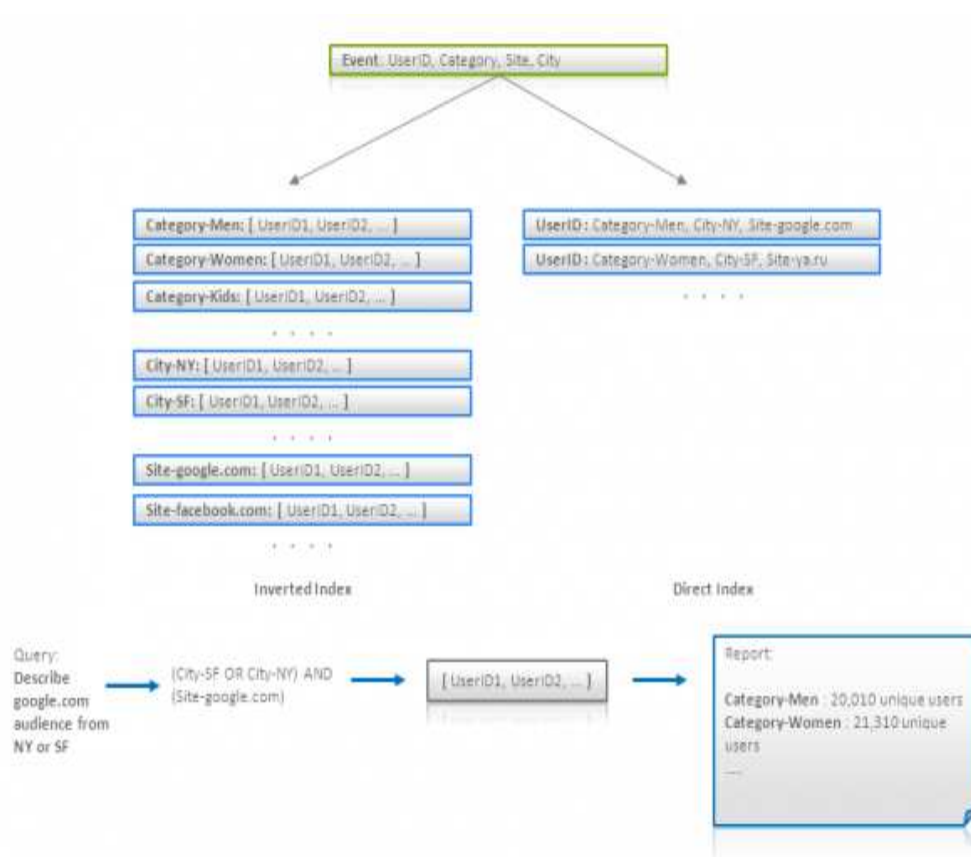 Event: UserID, Category, Site, City
Category-Men: [ UserID1, UserID2, ... ]
Category-Women: [ UserID1, UserID2, ... ]
Category-Kids: [ UserID1, UserID2, ... ]
. . . .
City-NY: [ UserID1, UserID2, ... ]
City-SF: [ UserID1, UserID2, ... ]
. . . .
Site-google.com: [ UserID1, UserID2, ... ]
Site-facebook.com: [ UserID1, UserID2, ... ]
. . . .
Inverted Index
UserID: Category-Men, City-NY, Site-google.com
UserID: Category-Women, City-SF, Site-ya.ru
. . . .
Direct Index
Query:
Describe
google.com
audience from
NY or SF
(City-SF OR City-NY) AND
(Site-google.com)
[ UserID1, UserID2, ... ]
Report:
Category-Men : 20,010 unique users
Category-Women : 21,310 unique
users
....